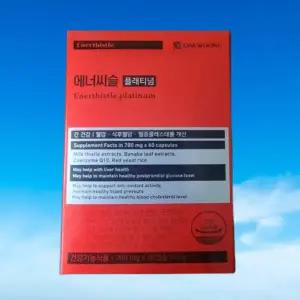 Enerthistle
DAEWOONG
에너씨슬 플래티넘
Enerthistle platinum
간 건강 / 혈압 · 식후혈당 · 혈중콜레스테롤 개선
Supplement Facts in 780 mg x 60 capsules
Milk thistle extracts, Banaba leaf extracts,
Coenzyme Q10, Red yeast rice
May help with liver health
May help to maintain healthy postprandial glucose level
May help to support anti-oxidant activity
May help to maintain healthy blood pressure
May help to maintain healthy blood cholesterol level
건강기능식품